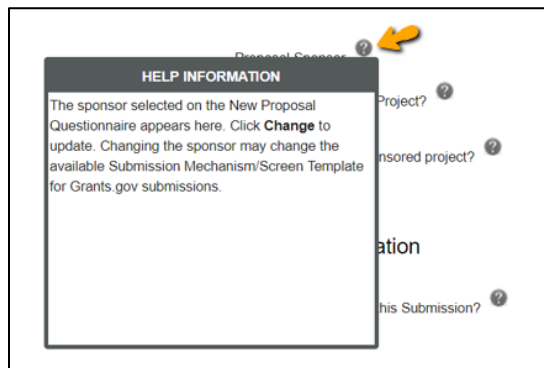 Proposal Sponsor ?
HELP INFORMATION
The sponsor selected on the New Proposal
Questionnaire appears here. Click Change to
update. Changing the sponsor may change the
available Submission Mechanism/Screen Template
for Grants.gov submissions.
Project? ?
nsored project? ?
ation
his Submission? ?